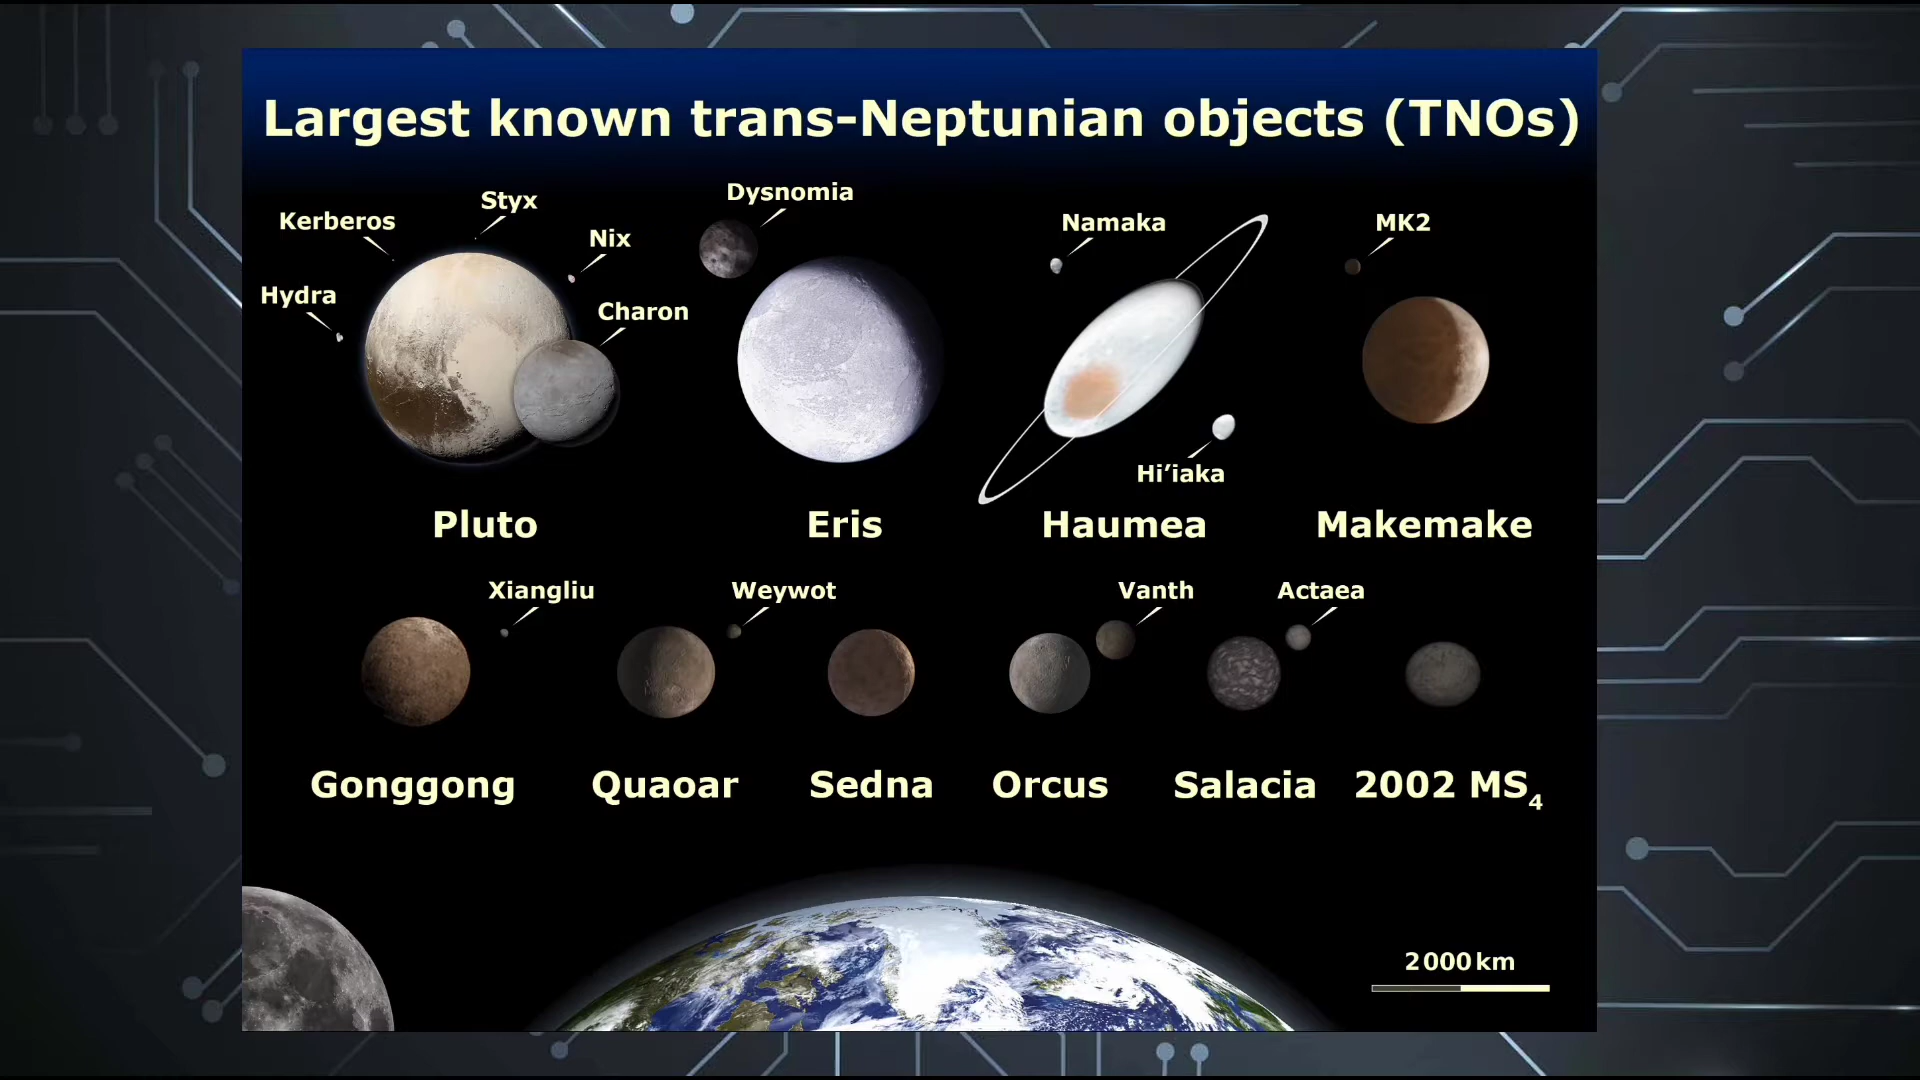 Largest known trans-Neptunian objects (TNOs)
Dysnomia
Styx
Kerberos
Nix
Namaka
MK2
Hydra
Charon
Hi’iaka
Pluto
Eris
Haumea
Makemake
Xiangliu
Weywot
Vanth
Actaea
Gonggong
Quaoar
Sedna
Orcus
Salacia
2002 MS₄
2000 km